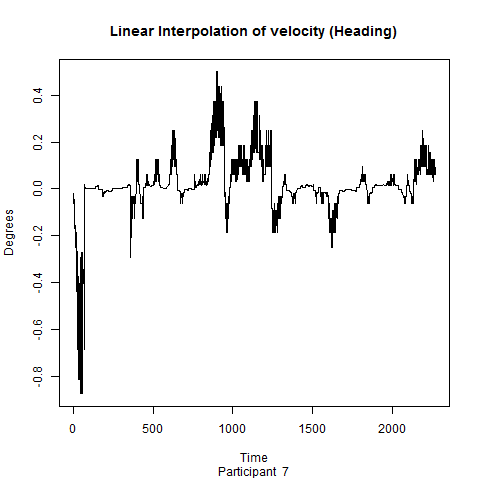 Linear Interpolation of velocity (Heading)
Degrees
0.4
0.2
0.0
-0.2
-0.4
-0.6
-0.8
0 500 1000 1500 2000
Time
Participant 7